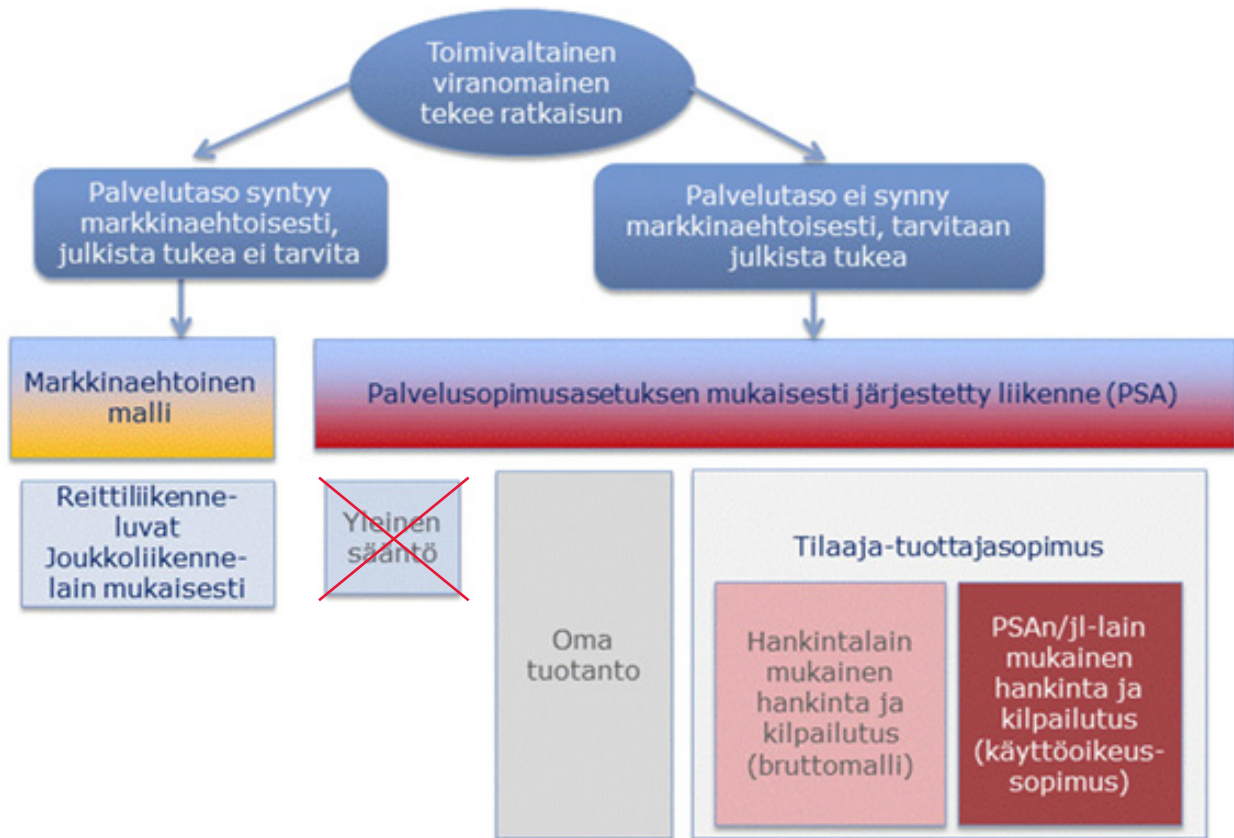 Toimivaltainen
viranomainen
tekee ratkaisun
Palvelutaso syntyy
markkinaehtoisesti,
julkista tukea ei tarvita
Palvelutaso ei synny
markkinaehtoisesti, tarvitaan
julkista tukea
Markkinaehtoinen
malli
Palvelusopimusasetuksen mukaisesti järjestetty liikenne (PSA)
Reittiliikenne-
luvat
Joukkoliikenne-
lain mukaisesti
Yleinen
sääntö
Oma
tuotanto
Tilaaja-tuottajasopimus
Hankintalain
mukainen
hankinta ja
kilpailutus
(bruttomalli)
PSAn/jl-lain
mukainen
hankinta ja
kilpailutus
(käyttöoikeus-
sopimus)